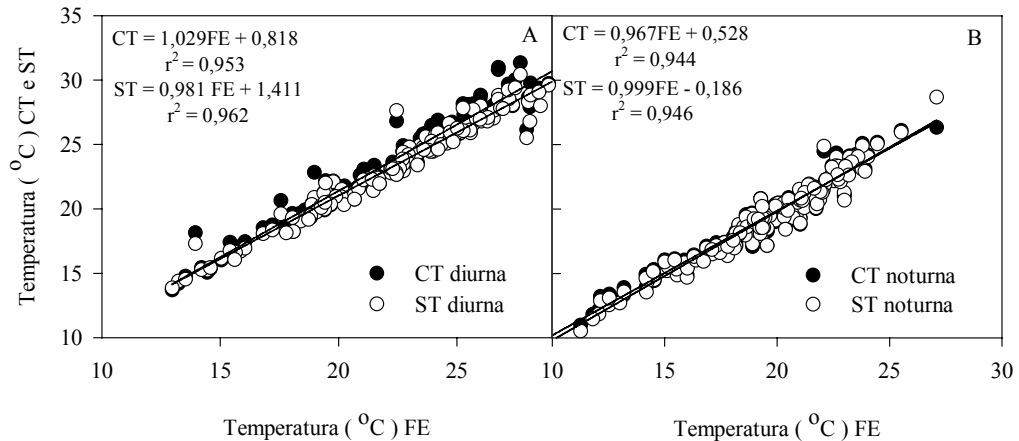 35
30
25
20
15
10
Temperatura ( °C ) CT e ST
CT = 1,029FE + 0,818
r² = 0,953
ST = 0,981 FE + 1,411
r² = 0,962
A
CT diurna
ST diurna
10 15 20 25
Temperatura ( °C ) FE
CT = 0,967FE + 0,528
r² = 0,944
ST = 0,999FE - 0,186
r² = 0,946
B
CT noturna
ST noturna
10 15 20 25 30
Temperatura ( °C ) FE